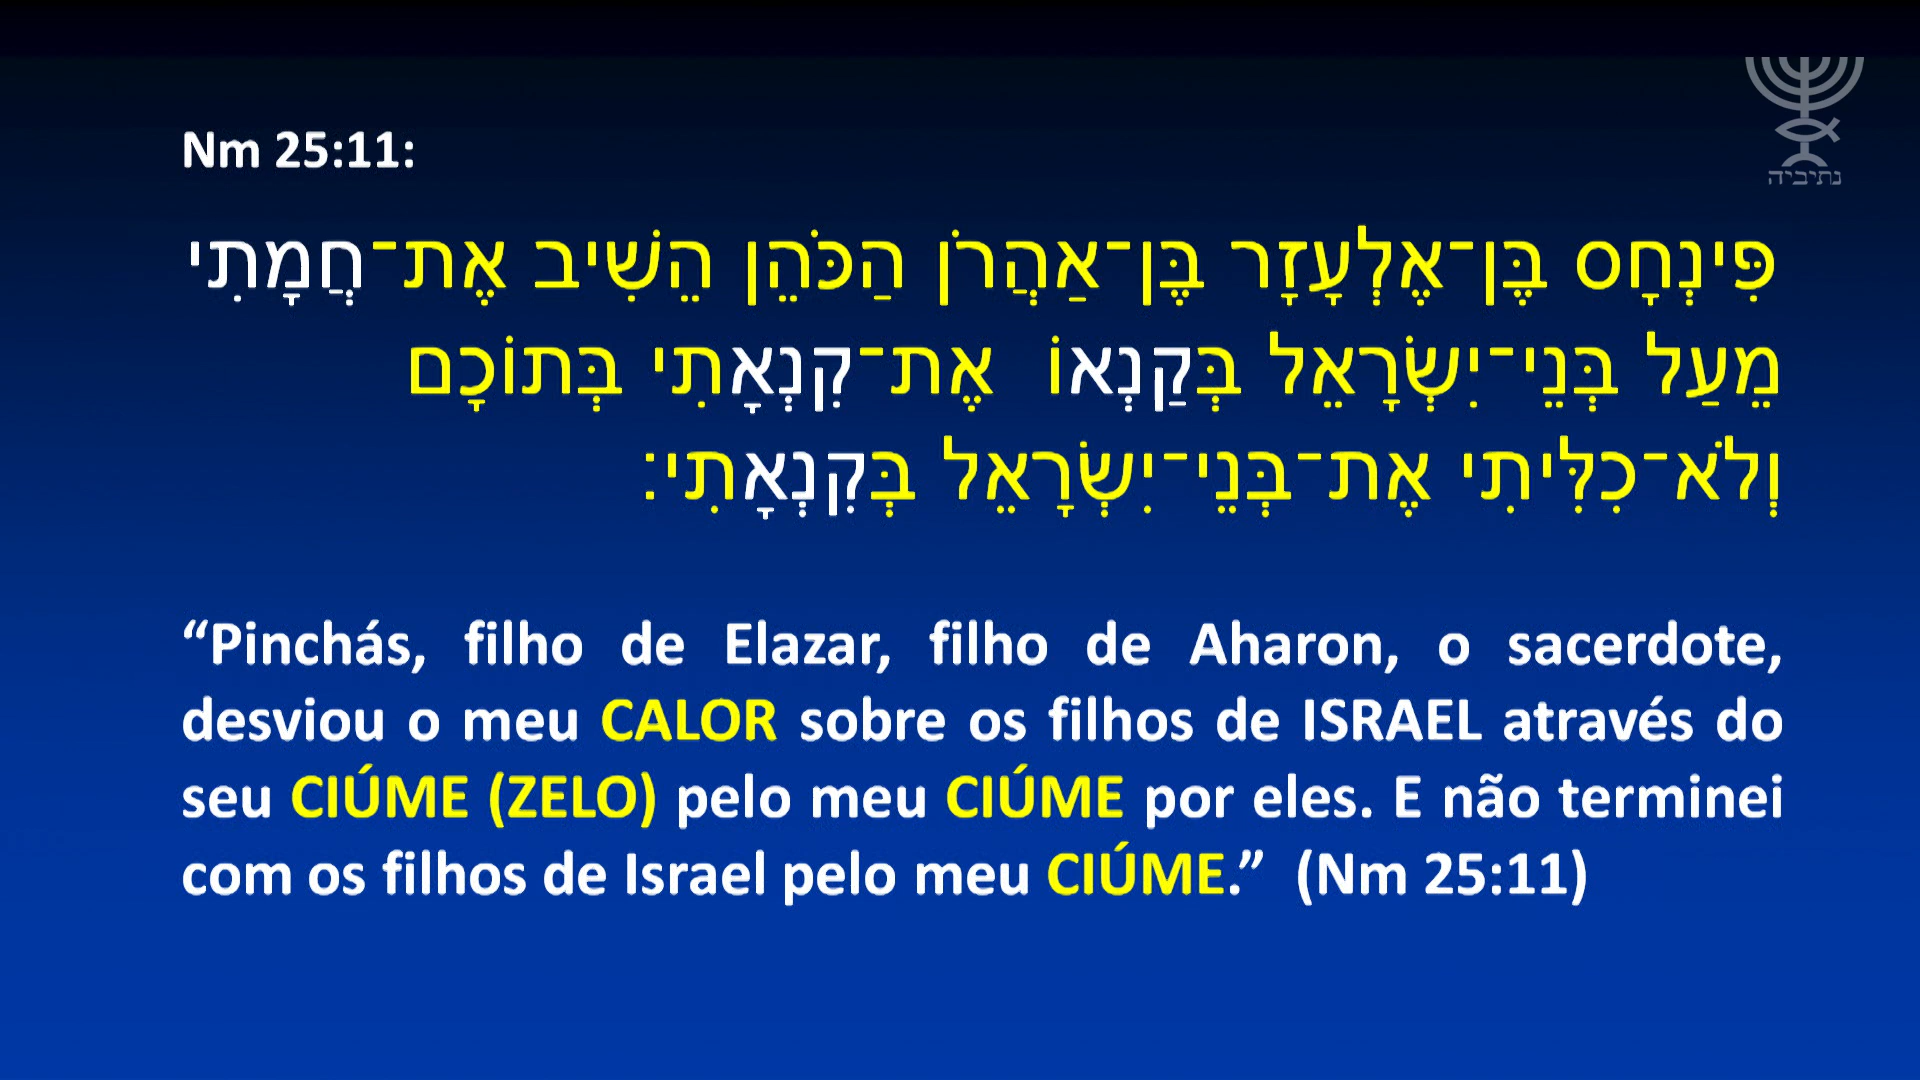 נתיביה
Nm 25:11:
פִּינְחָס בֶּן־אֶלְעָזָר בֶּן־אַהֲרֹן הַכֹּהֵן הֵשִׁיב אֶת־חֲמָתִי
מֵעַל בְּנֵי־יִשְׂרָאֵל בְּקַנְאוֹ אֶת־קִנְאָתִי בְּתוֹכָם
וְלֹא־כִלִּיתִי אֶת־בְּנֵי־יִשְׂרָאֵל בְּקִנְאָתִי׃
“Pinchás, filho de Elazar, filho de Aharon, o sacerdote,
desviou o meu CALOR sobre os filhos de ISRAEL através do
seu CIÚME (ZELO) pelo meu CIÚME por eles. E não terminei
com os filhos de Israel pelo meu CIÚME.” (Nm 25:11)